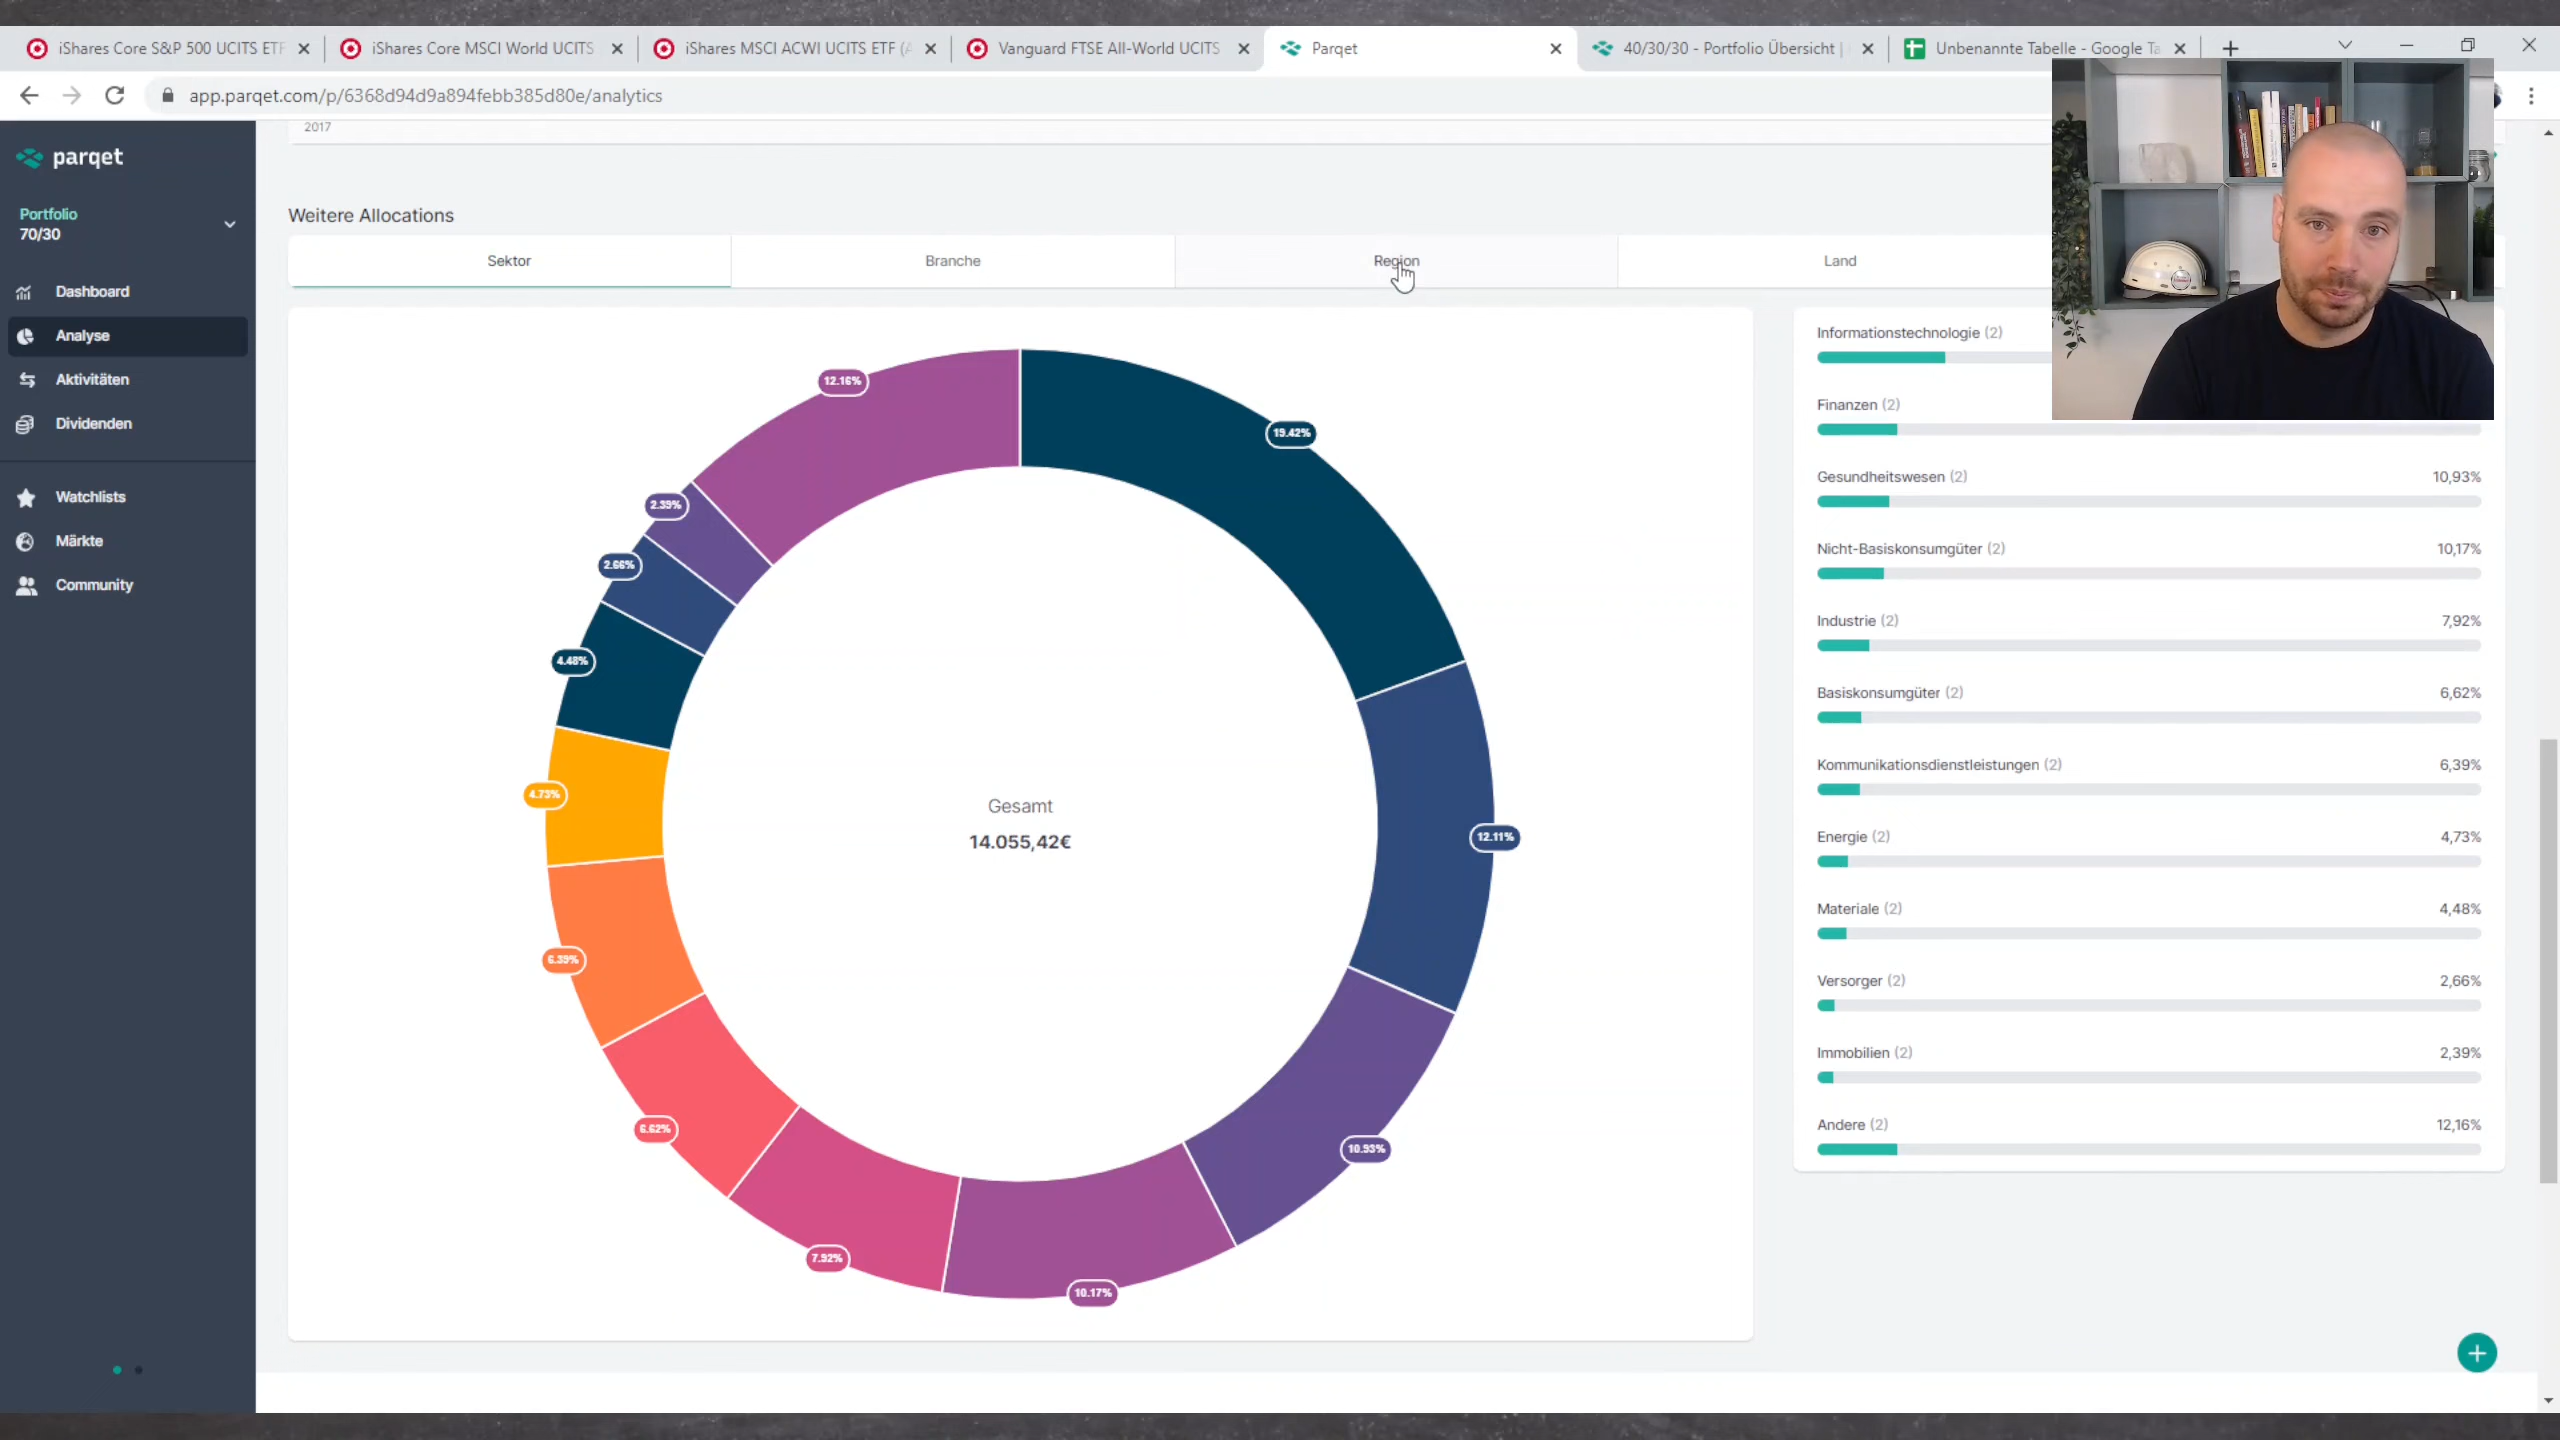 iShares Core S&P 500 UCITS ETF
iShares Core MSCI World UCITS
iShares MSCI ACWI UCITS ETF (A
Vanguard FTSE All-World UCITS
Parqet
40/30/30 - Portfolio Übersicht |
Unbenannte Tabelle - Google Ta
app.parqet.com/p/6368d94d9a894febb385d80e/analytics
parqet
Portfolio
70/30
Dashboard
Analyse
Aktivitäten
Dividenden
Watchlists
Märkte
Community
2017
Weitere Allocations
Sektor
Branche
Region
Land
12.16%
19.42%
2.39%
2.66%
4.48%
4.73%
12.11%
6.39%
6.62%
10.93%
7.92%
10.17%
Gesamt
14.055,42€
Informationstechnologie (2)
Finanzen (2)
Gesundheitswesen (2) 10,93%
Nicht-Basiskonsumgüter (2) 10,17%
Industrie (2) 7,92%
Basiskonsumgüter (2) 6,62%
Kommunikationsdienstleistungen (2) 6,39%
Energie (2) 4,73%
Materiale (2) 4,48%
Versorger (2) 2,66%
Immobilien (2) 2,39%
Andere (2) 12,16%